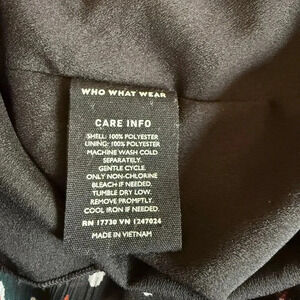 WHO WHAT WEAR
CARE INFO
SHELL: 100% POLYESTER
LINING: 100% POLYESTER
MACHINE WASH COLD
SEPARATELY.
GENTLE CYCLE.
ONLY NON-CHLORINE
BLEACH IF NEEDED.
TUMBLE DRY LOW.
REMOVE PROMPTLY.
COOL IRON IF NEEDED.
RN 17730 VN 1247024
MADE IN VIETNAM